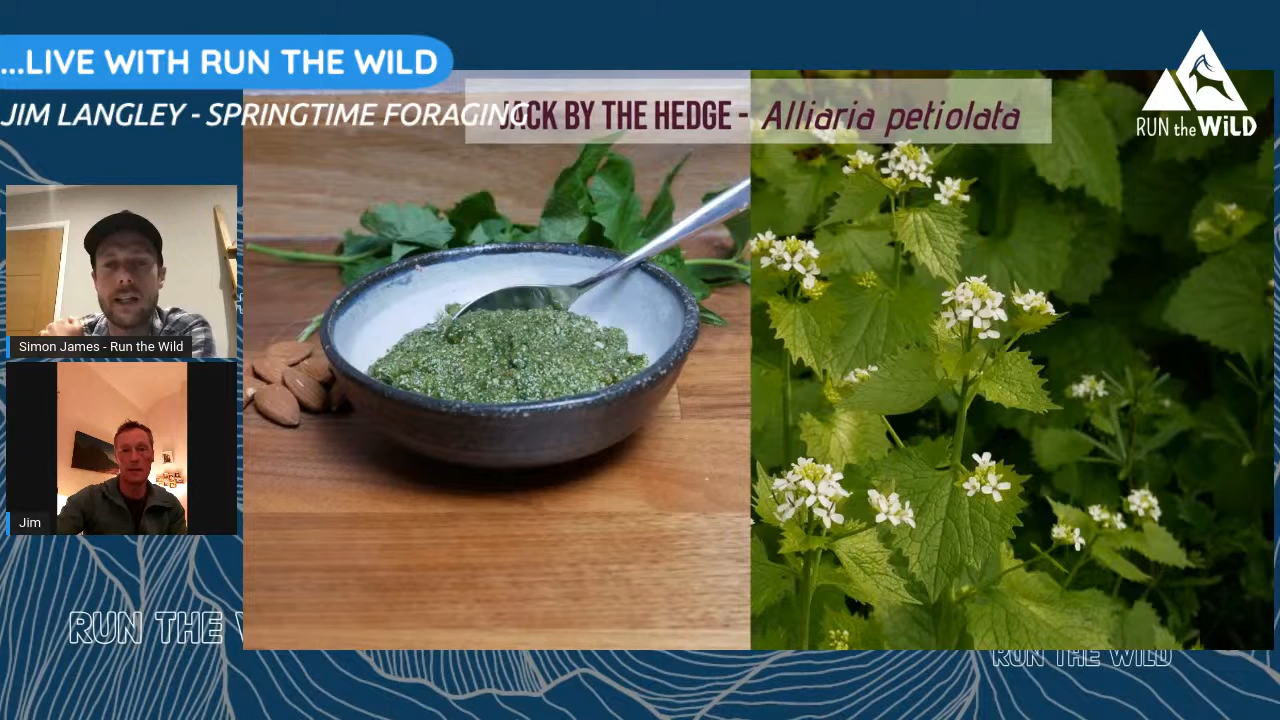 ...LIVE WITH RUN THE WILD
JIM LANGLEY - SPRINGTIME FORAGING
JACK BY THE HEDGE - Alliaria petiolata
RUN the WiLD
Simon James - Run the Wild
Jim
RUN THE
RUN THE WILD